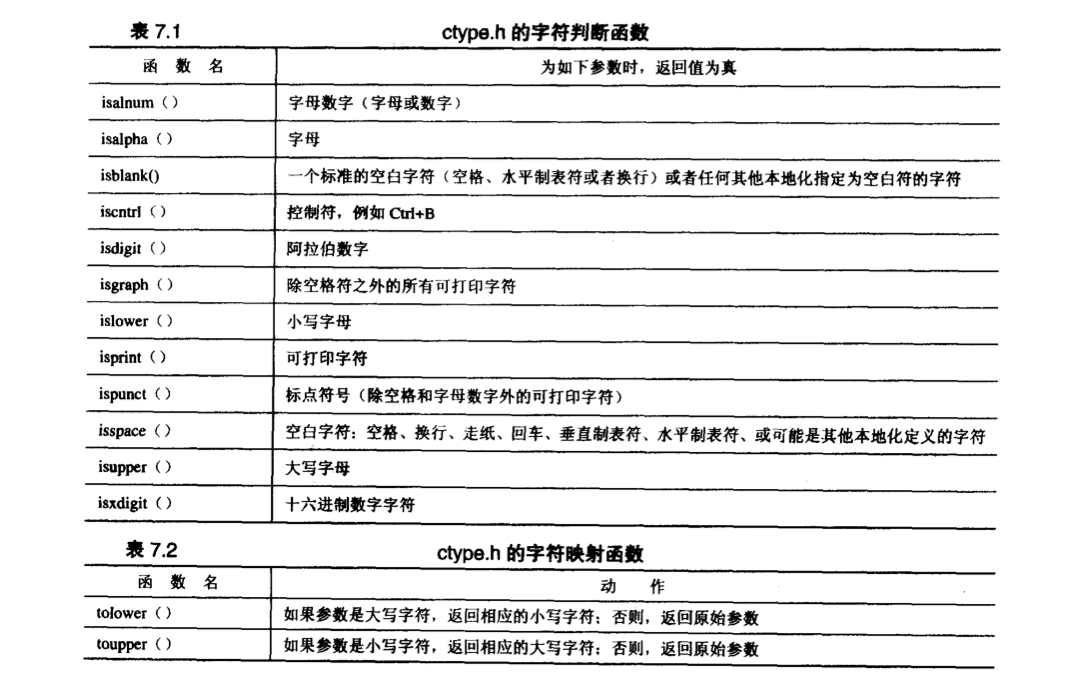 表 7.1 ctype.h 的字符判断函数
函 数 名 为如下参数时，返回值为真
isalnum（） 字母数字（字母或数字）
isalpha（） 字母
isblank() 一个标准的空白字符（空格、水平制表符或者换行）或者任何其他本地化指定为空白符的字符
iscntrl（） 控制符，例如 Ctrl+B
isdigit（） 阿拉伯数字
isgraph（） 除空格符之外的所有可打印字符
islower（） 小写字母
isprint（） 可打印字符
ispunct（） 标点符号（除空格和字母数字外的可打印字符）
isspace（） 空白字符：空格、换行、走纸、回车、垂直制表符、水平制表符、或可能是其他本地化定义的字符
isupper（） 大写字母
isxdigit（） 十六进制数字字符
表 7.2 ctype.h 的字符映射函数
函 数 名 动 作
tolower（） 如果参数是大写字符，返回相应的小写字符；否则，返回原始参数
toupper（） 如果参数是小写字符，返回相应的大写字符；否则，返回原始参数